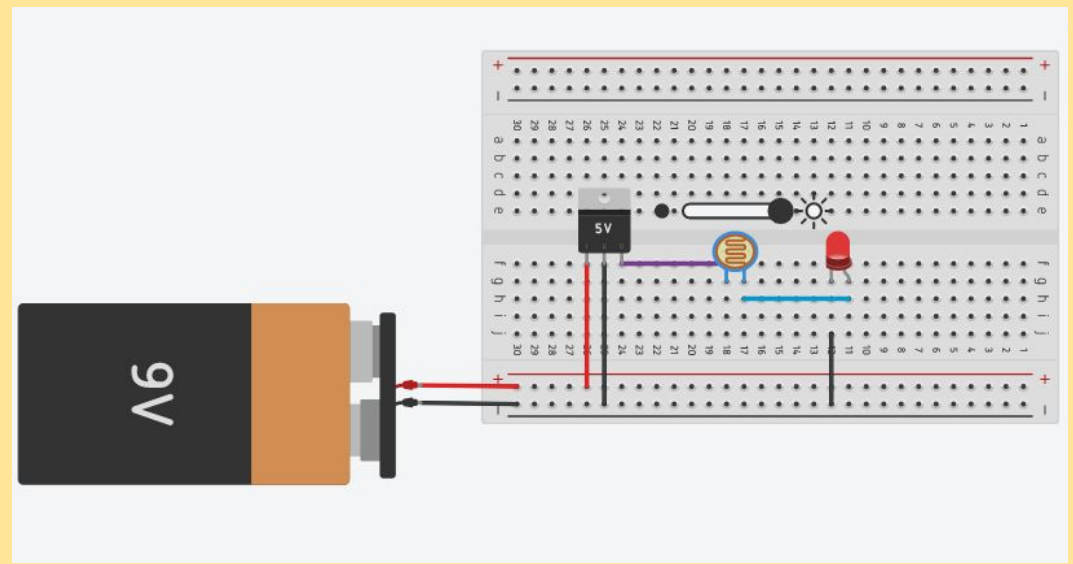 + +
- -
30 29 28 27 26 25 24 23 22 21 20 19 18 17 16 15 14 13 12 11 10 9 8 7 6 5 4 3 2 1
a a
b b
c c
d d
e e
5V
f f
g g
h h
i i
j j
30 29 28 27 24 23 22 21 20 19 18 17 16 15 14 13 11 10 9 8 7 6 5 4 3 2 1
+ +
-
9V